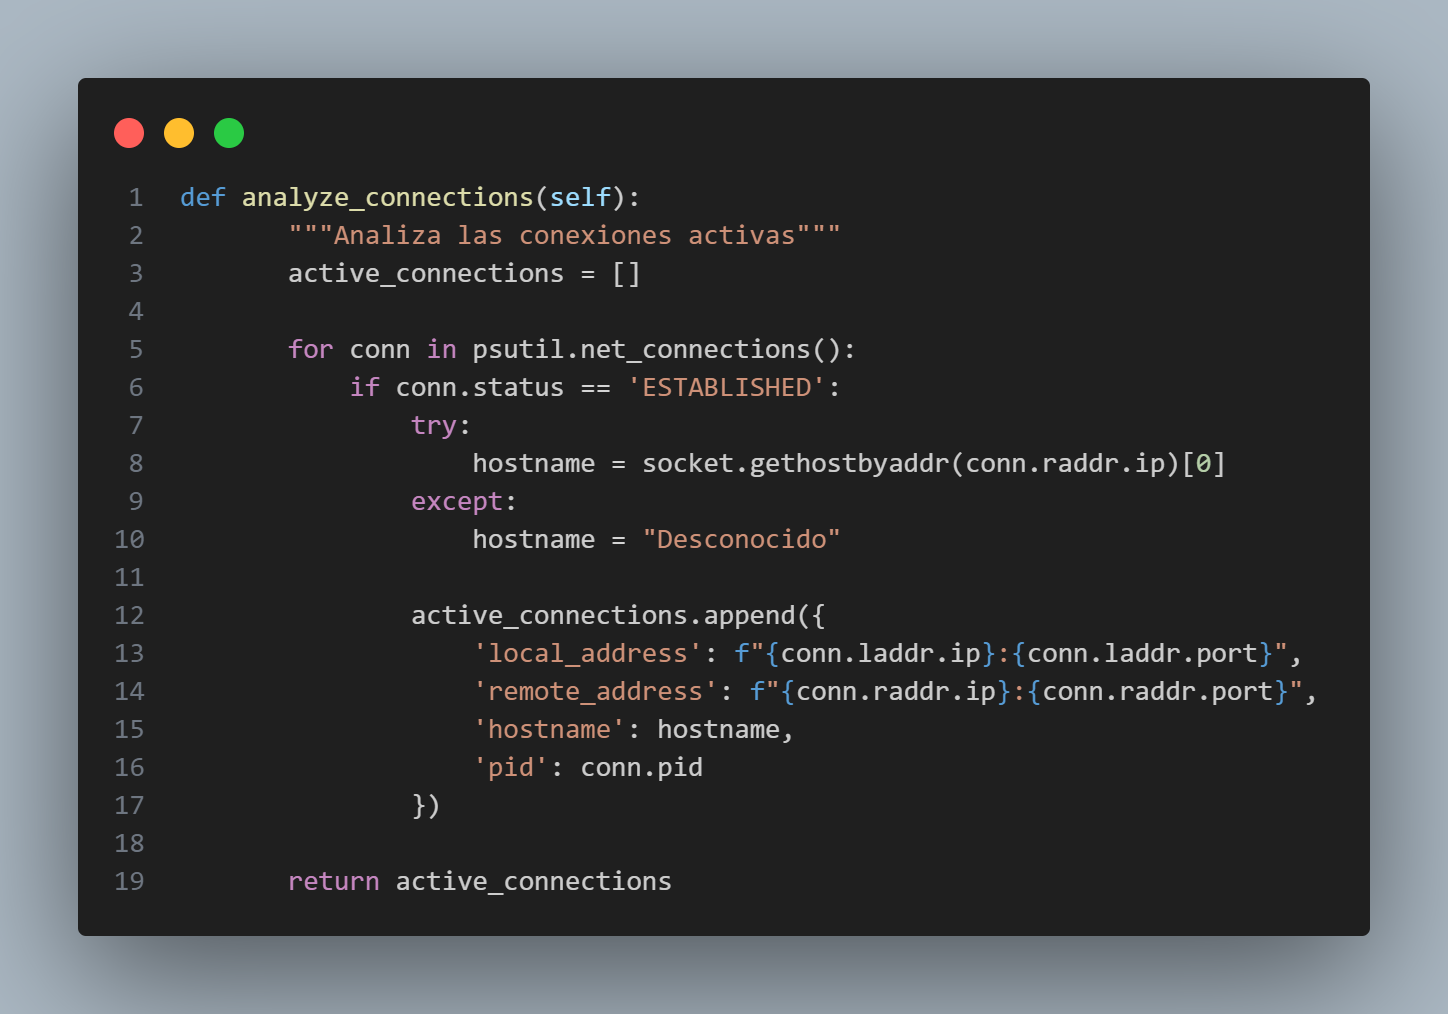 1 def analyze_connections(self):
2 """Analiza las conexiones activas"""
3 active_connections = []
4
5 for conn in psutil.net_connections():
6 if conn.status == 'ESTABLISHED':
7 try:
8 hostname = socket.gethostbyaddr(conn.raddr.ip)[0]
9 except:
10 hostname = "Desconocido"
11
12 active_connections.append({
13 'local_address': f"{conn.laddr.ip}:{conn.laddr.port}",
14 'remote_address': f"{conn.raddr.ip}:{conn.raddr.port}",
15 'hostname': hostname,
16 'pid': conn.pid
17 })
18
19 return active_connections